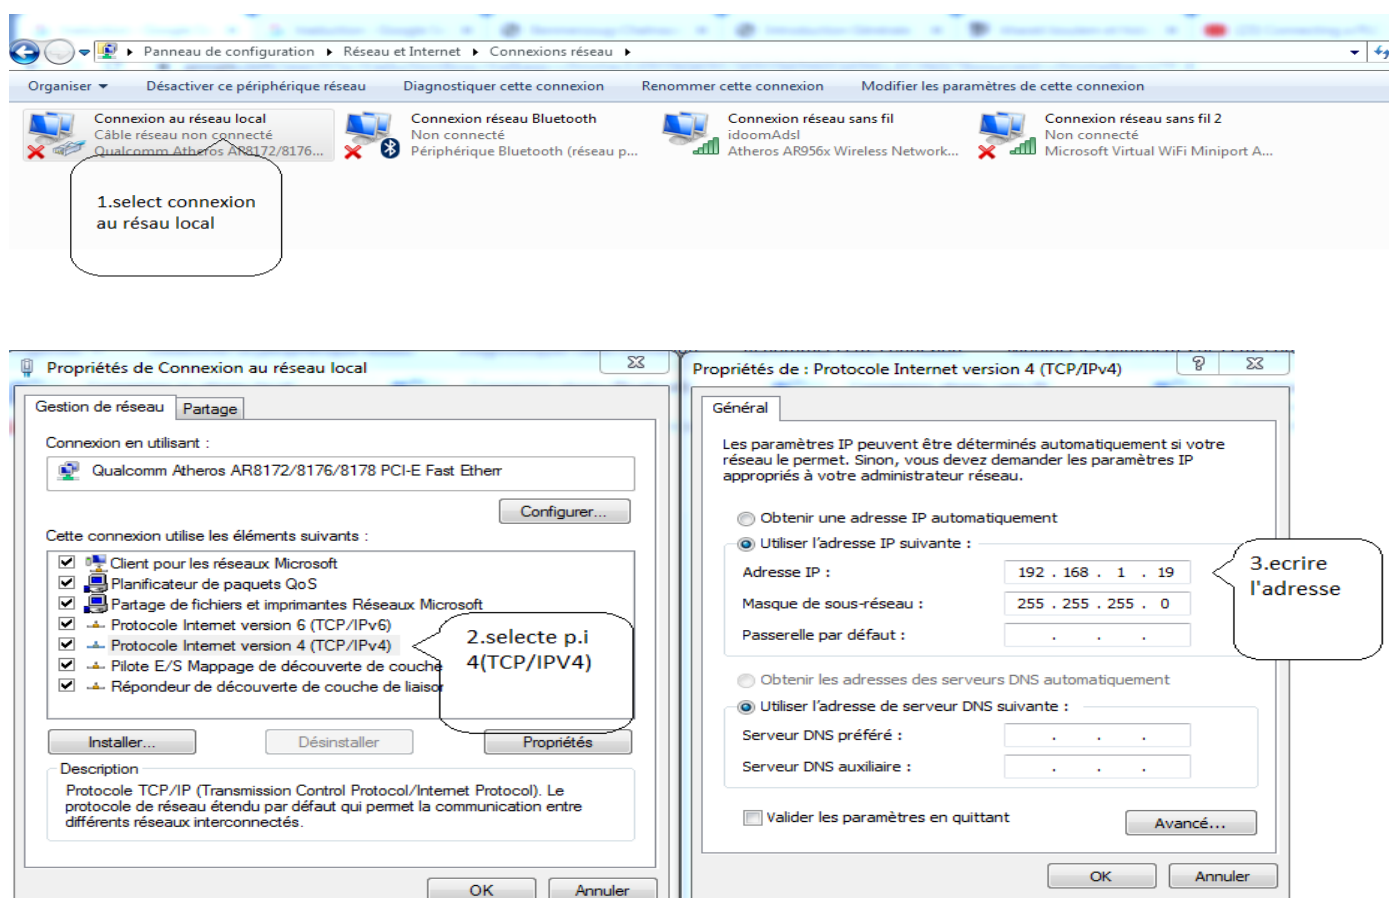 Panneau de configuration Réseau et Internet Connexions réseau
Organiser Désactiver ce périphérique réseau Diagnostiquer cette connexion Renommer cette connexion Modifier les paramètres de cette connexion
Connexion au réseau local
Câble réseau non connecté
Qualcomm Atheros AR8172/8176...
Connexion réseau Bluetooth
Non connecté
Périphérique Bluetooth (réseau p...
Connexion réseau sans fil
idoomAdsl
Atheros AR956x Wireless Network...
Connexion réseau sans fil 2
Non connecté
Microsoft Virtual WiFi Miniport A...
1.select connexion
au résau local
Propriétés de Connexion au réseau local
Gestion de réseau Partage
Connexion en utilisant :
Qualcomm Atheros AR8172/8176/8178 PCI-E Fast Etherr
Configurer...
Cette connexion utilise les éléments suivants :
Client pour les réseaux Microsoft
Planificateur de paquets QoS
Partage de fichiers et imprimantes Réseaux Microsoft
Protocole Internet version 6 (TCP/IPv6)
Protocole Internet version 4 (TCP/IPv4)
Pilote E/S Mappage de découverte de couche
Répondeur de découverte de couche de liaisor
2.selecte p.i
4(TCP/IPV4)
Installer... Désinstaller Propriétés
Description
Protocole TCP/IP (Transmission Control Protocol/Internet Protocol). Le
protocole de réseau étendu par défaut qui permet la communication entre
différents réseaux interconnectés.
OK Annuler
Propriétés de : Protocole Internet version 4 (TCP/IPv4)
Général
Les paramètres IP peuvent être déterminés automatiquement si votre
réseau le permet. Sinon, vous devez demander les paramètres IP
appropriés à votre administrateur réseau.
Obtenir une adresse IP automatiquement
Utiliser l'adresse IP suivante :
Adresse IP : 192 . 168 . 1 . 19
Masque de sous-réseau : 255 . 255 . 255 . 0
Passerelle par défaut : . . .
3.ecrire
l'adresse
Obtenir les adresses des serveurs DNS automatiquement
Utiliser l'adresse de serveur DNS suivante :
Serveur DNS préféré : . . .
Serveur DNS auxiliaire : . . .
Valider les paramètres en quittant
Avancé...
OK Annuler